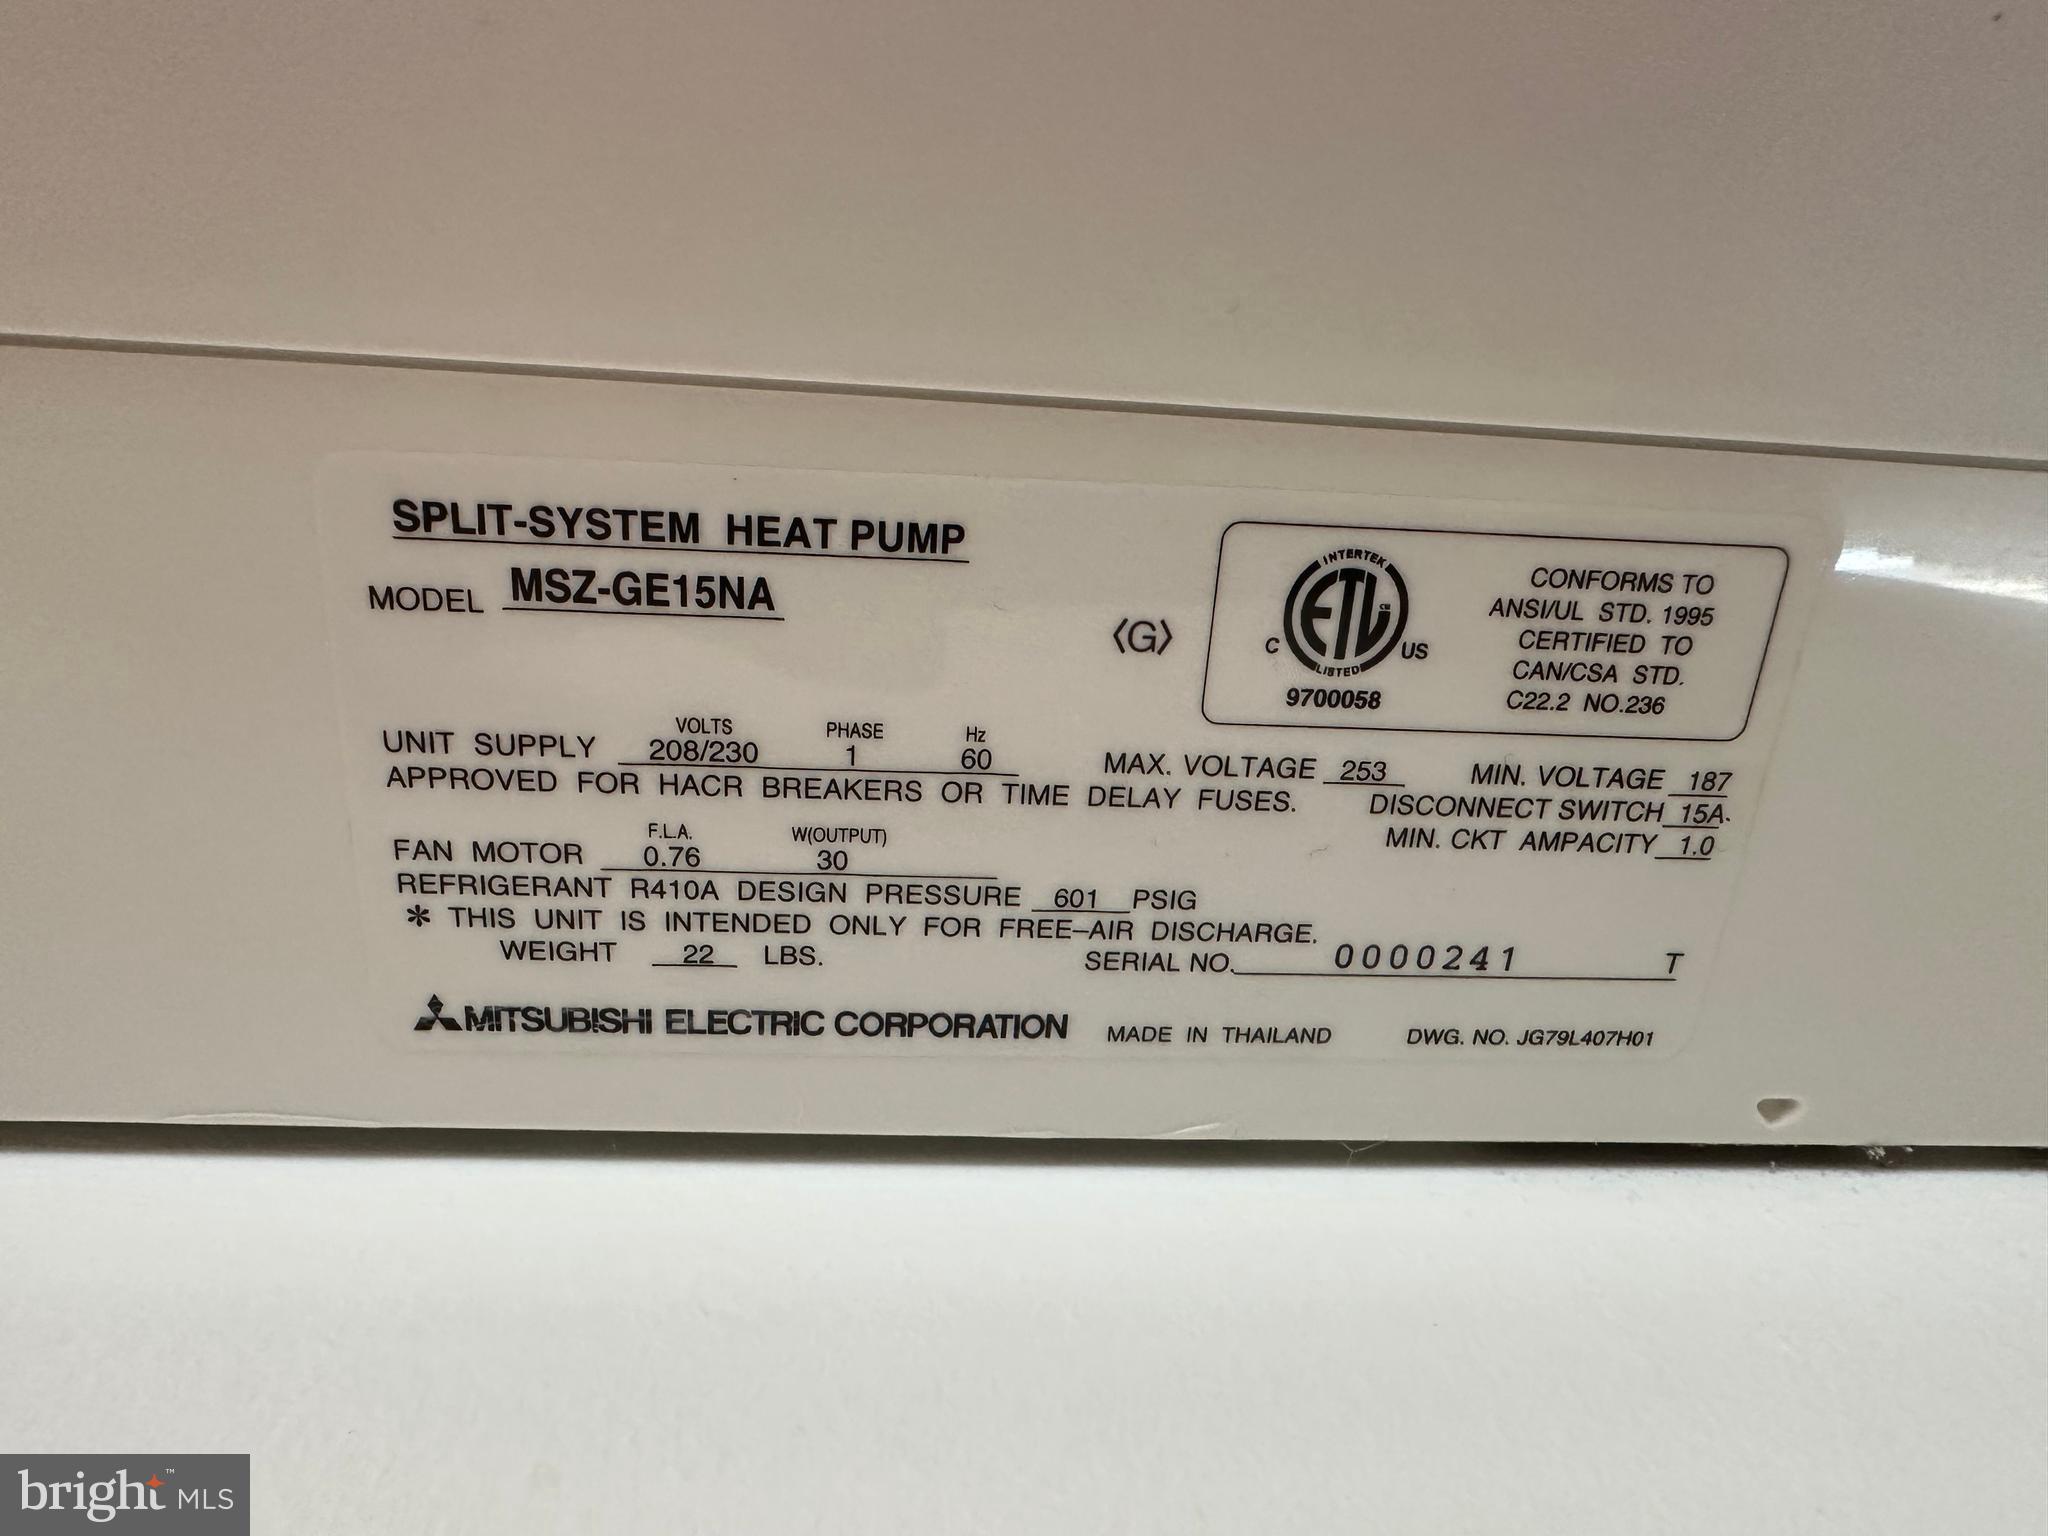 SPLIT-SYSTEM HEAT PUMP
MODEL MSZ-GE15NA
⟨G⟩
INTERTEK
ETL CM
C US
LISTED
9700058
CONFORMS TO
ANSI/UL STD. 1995
CERTIFIED TO
CAN/CSA STD.
C22.2 NO.236
VOLTS PHASE Hz
UNIT SUPPLY 208/230 1 60
MAX. VOLTAGE 253 MIN. VOLTAGE 187
APPROVED FOR HACR BREAKERS OR TIME DELAY FUSES. DISCONNECT SWITCH 15A.
MIN. CKT AMPACITY 1.0
F.L.A. W(OUTPUT)
FAN MOTOR 0.76 30
REFRIGERANT R410A DESIGN PRESSURE 601 PSIG
* THIS UNIT IS INTENDED ONLY FOR FREE-AIR DISCHARGE.
WEIGHT 22 LBS. SERIAL NO. 0000241 T
MITSUBISHI ELECTRIC CORPORATION MADE IN THAILAND DWG. NO. JG79L407H01
bright™ MLS